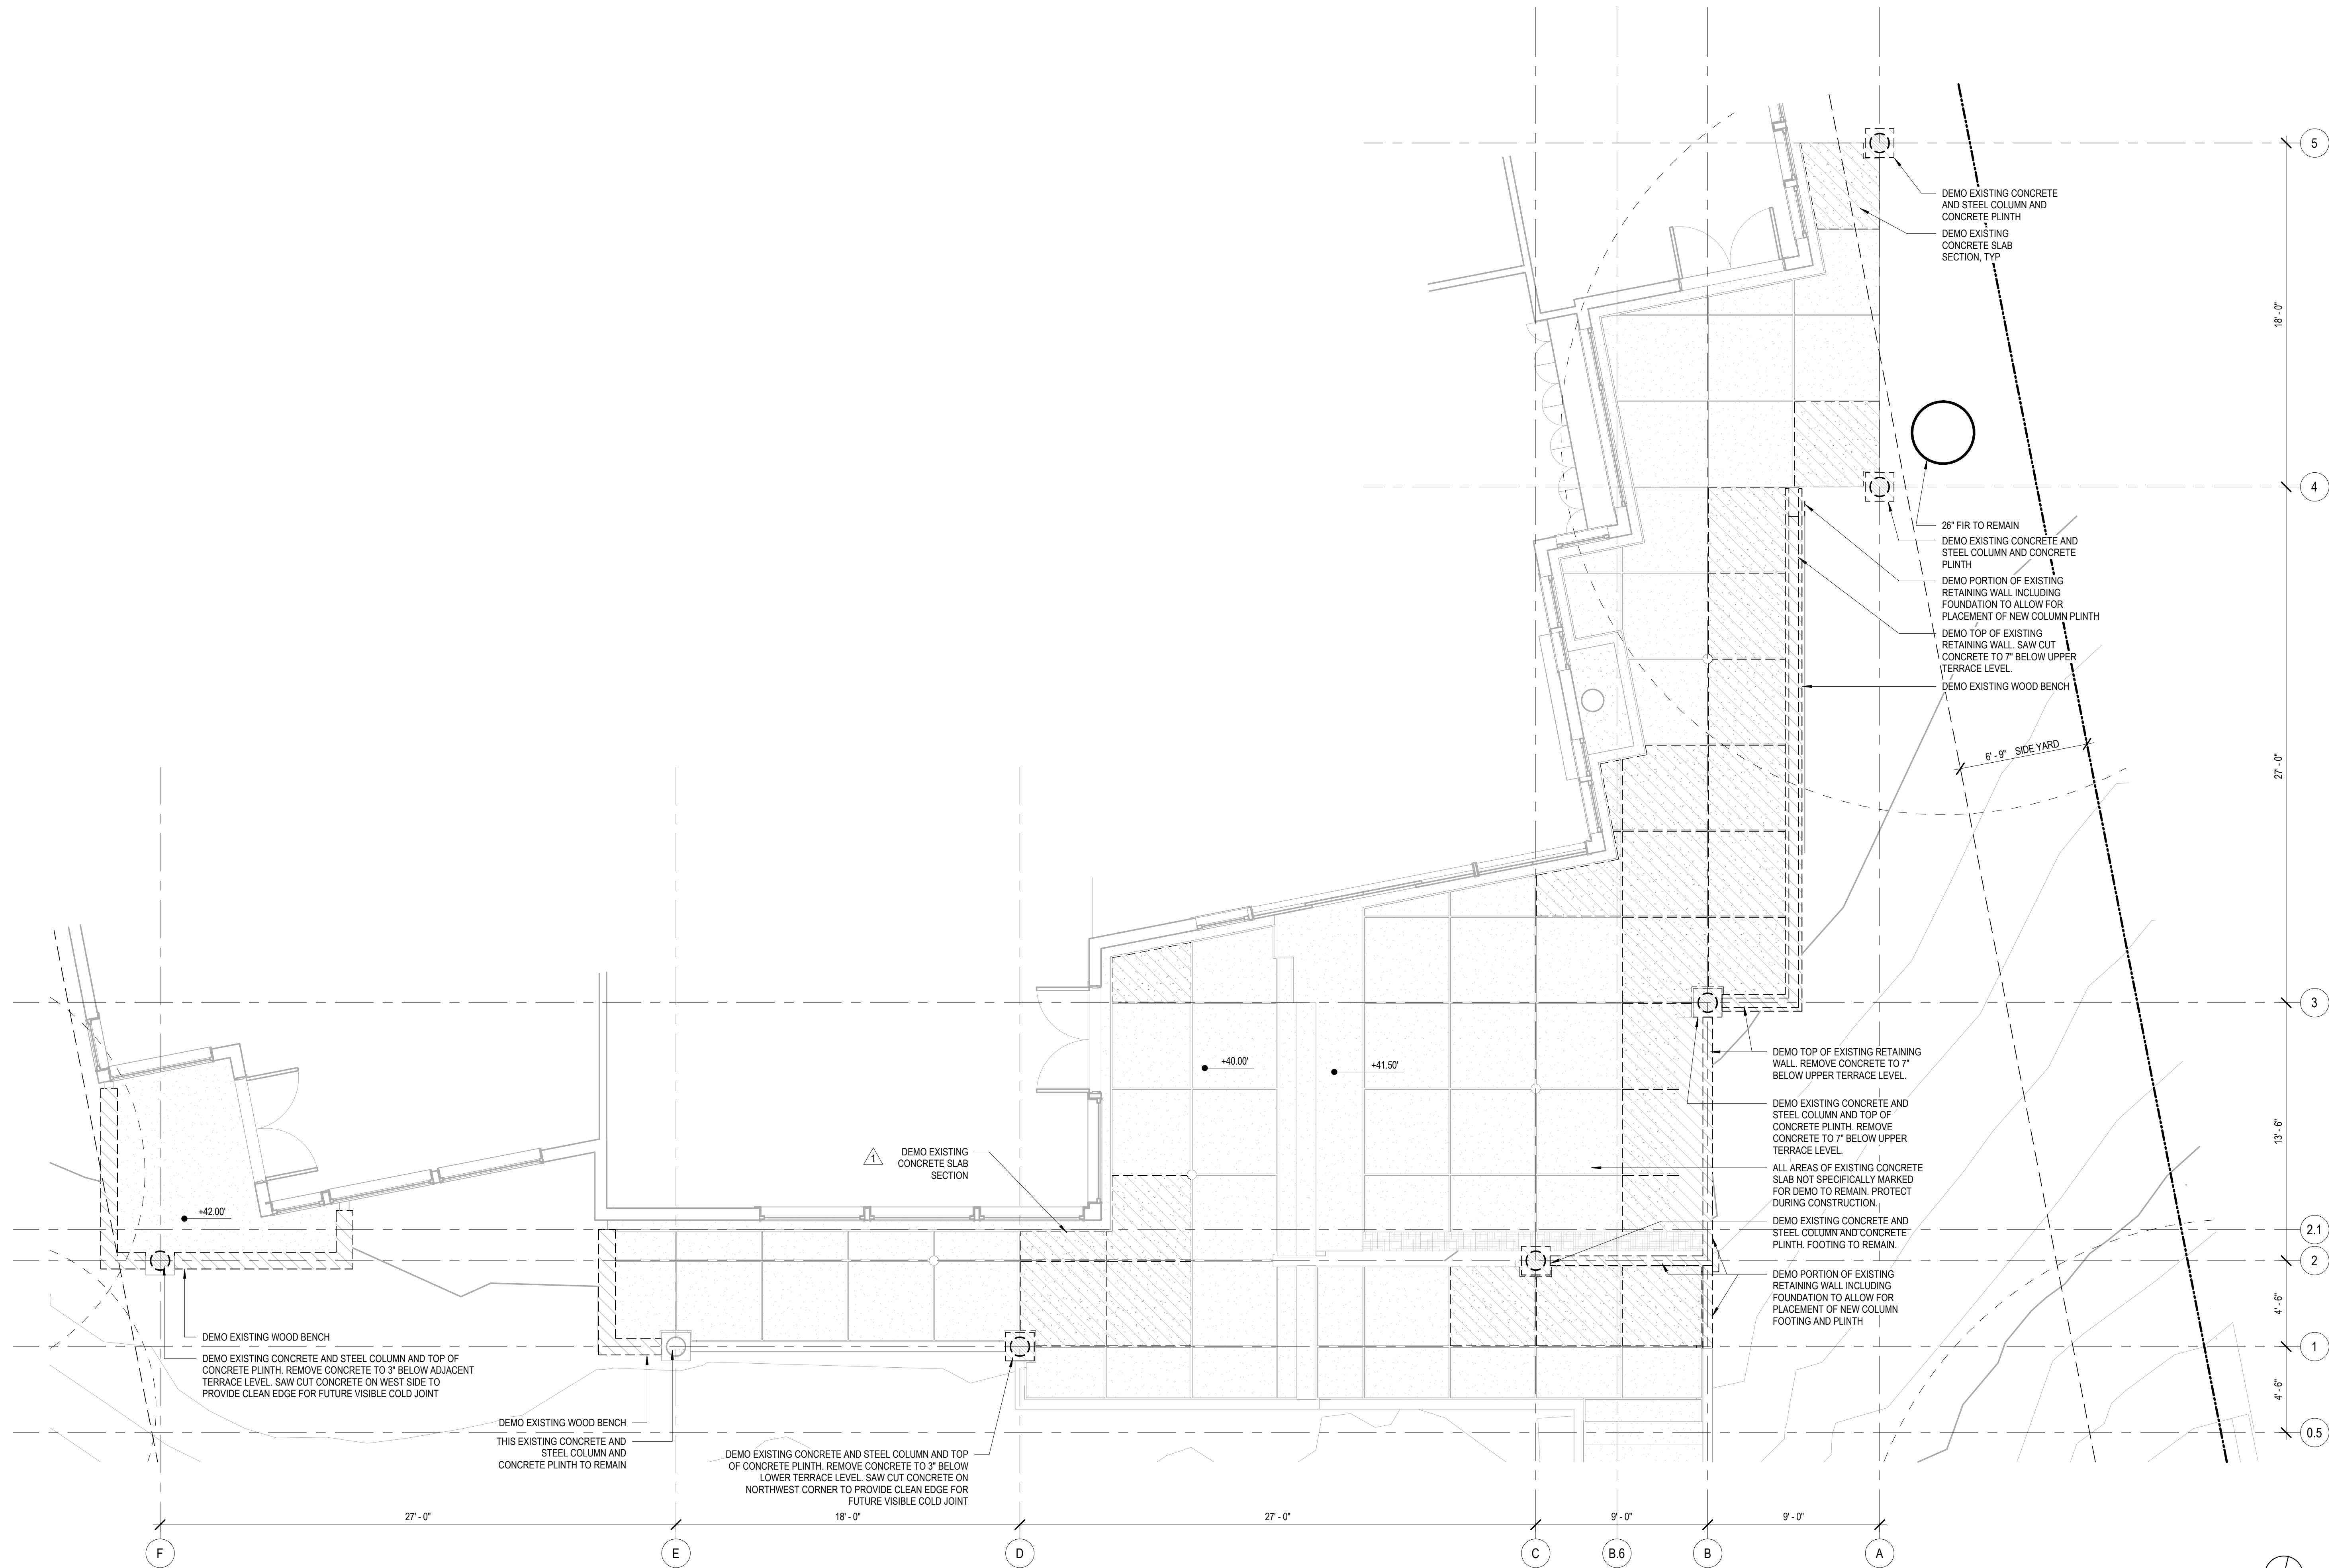 5
DEMO EXISTING CONCRETE
AND STEEL COLUMN AND
CONCRETE PLINTH
DEMO EXISTING
CONCRETE SLAB
SECTION, TYP
18' - 0"
4
26" FIR TO REMAIN
DEMO EXISTING CONCRETE AND
STEEL COLUMN AND CONCRETE
PLINTH
DEMO PORTION OF EXISTING
RETAINING WALL INCLUDING
FOUNDATION TO ALLOW FOR
PLACEMENT OF NEW COLUMN PLINTH
DEMO TOP OF EXISTING
RETAINING WALL. SAW CUT
CONCRETE TO 7" BELOW UPPER
TERRACE LEVEL.
DEMO EXISTING WOOD BENCH
6' - 9" SIDE YARD
27' - 0"
3
+40.00'
+41.50'
DEMO TOP OF EXISTING RETAINING
WALL. REMOVE CONCRETE TO 7"
BELOW UPPER TERRACE LEVEL.
DEMO EXISTING CONCRETE AND
STEEL COLUMN AND TOP OF
CONCRETE PLINTH. REMOVE
CONCRETE TO 7" BELOW UPPER
TERRACE LEVEL.
13' - 6"
1
DEMO EXISTING
CONCRETE SLAB
SECTION
ALL AREAS OF EXISTING CONCRETE
SLAB NOT SPECIFICALLY MARKED
FOR DEMO TO REMAIN. PROTECT
DURING CONSTRUCTION.
+42.00'
DEMO EXISTING CONCRETE AND
STEEL COLUMN AND CONCRETE
PLINTH. FOOTING TO REMAIN.
2.1
2
DEMO PORTION OF EXISTING
RETAINING WALL INCLUDING
FOUNDATION TO ALLOW FOR
PLACEMENT OF NEW COLUMN
FOOTING AND PLINTH
4' - 6"
1
DEMO EXISTING WOOD BENCH
DEMO EXISTING CONCRETE AND STEEL COLUMN AND TOP OF
CONCRETE PLINTH. REMOVE CONCRETE TO 3" BELOW ADJACENT
TERRACE LEVEL. SAW CUT CONCRETE ON WEST SIDE TO
PROVIDE CLEAN EDGE FOR FUTURE VISIBLE COLD JOINT
4' - 6"
DEMO EXISTING WOOD BENCH
THIS EXISTING CONCRETE AND
STEEL COLUMN AND
CONCRETE PLINTH TO REMAIN
0.5
DEMO EXISTING CONCRETE AND STEEL COLUMN AND TOP
OF CONCRETE PLINTH. REMOVE CONCRETE TO 3" BELOW
LOWER TERRACE LEVEL. SAW CUT CONCRETE ON
NORTHWEST CORNER TO PROVIDE CLEAN EDGE FOR
FUTURE VISIBLE COLD JOINT
27' - 0"
18' - 0"
27' - 0"
9' - 0"
9' - 0"
F
E
D
C
B.6
B
A